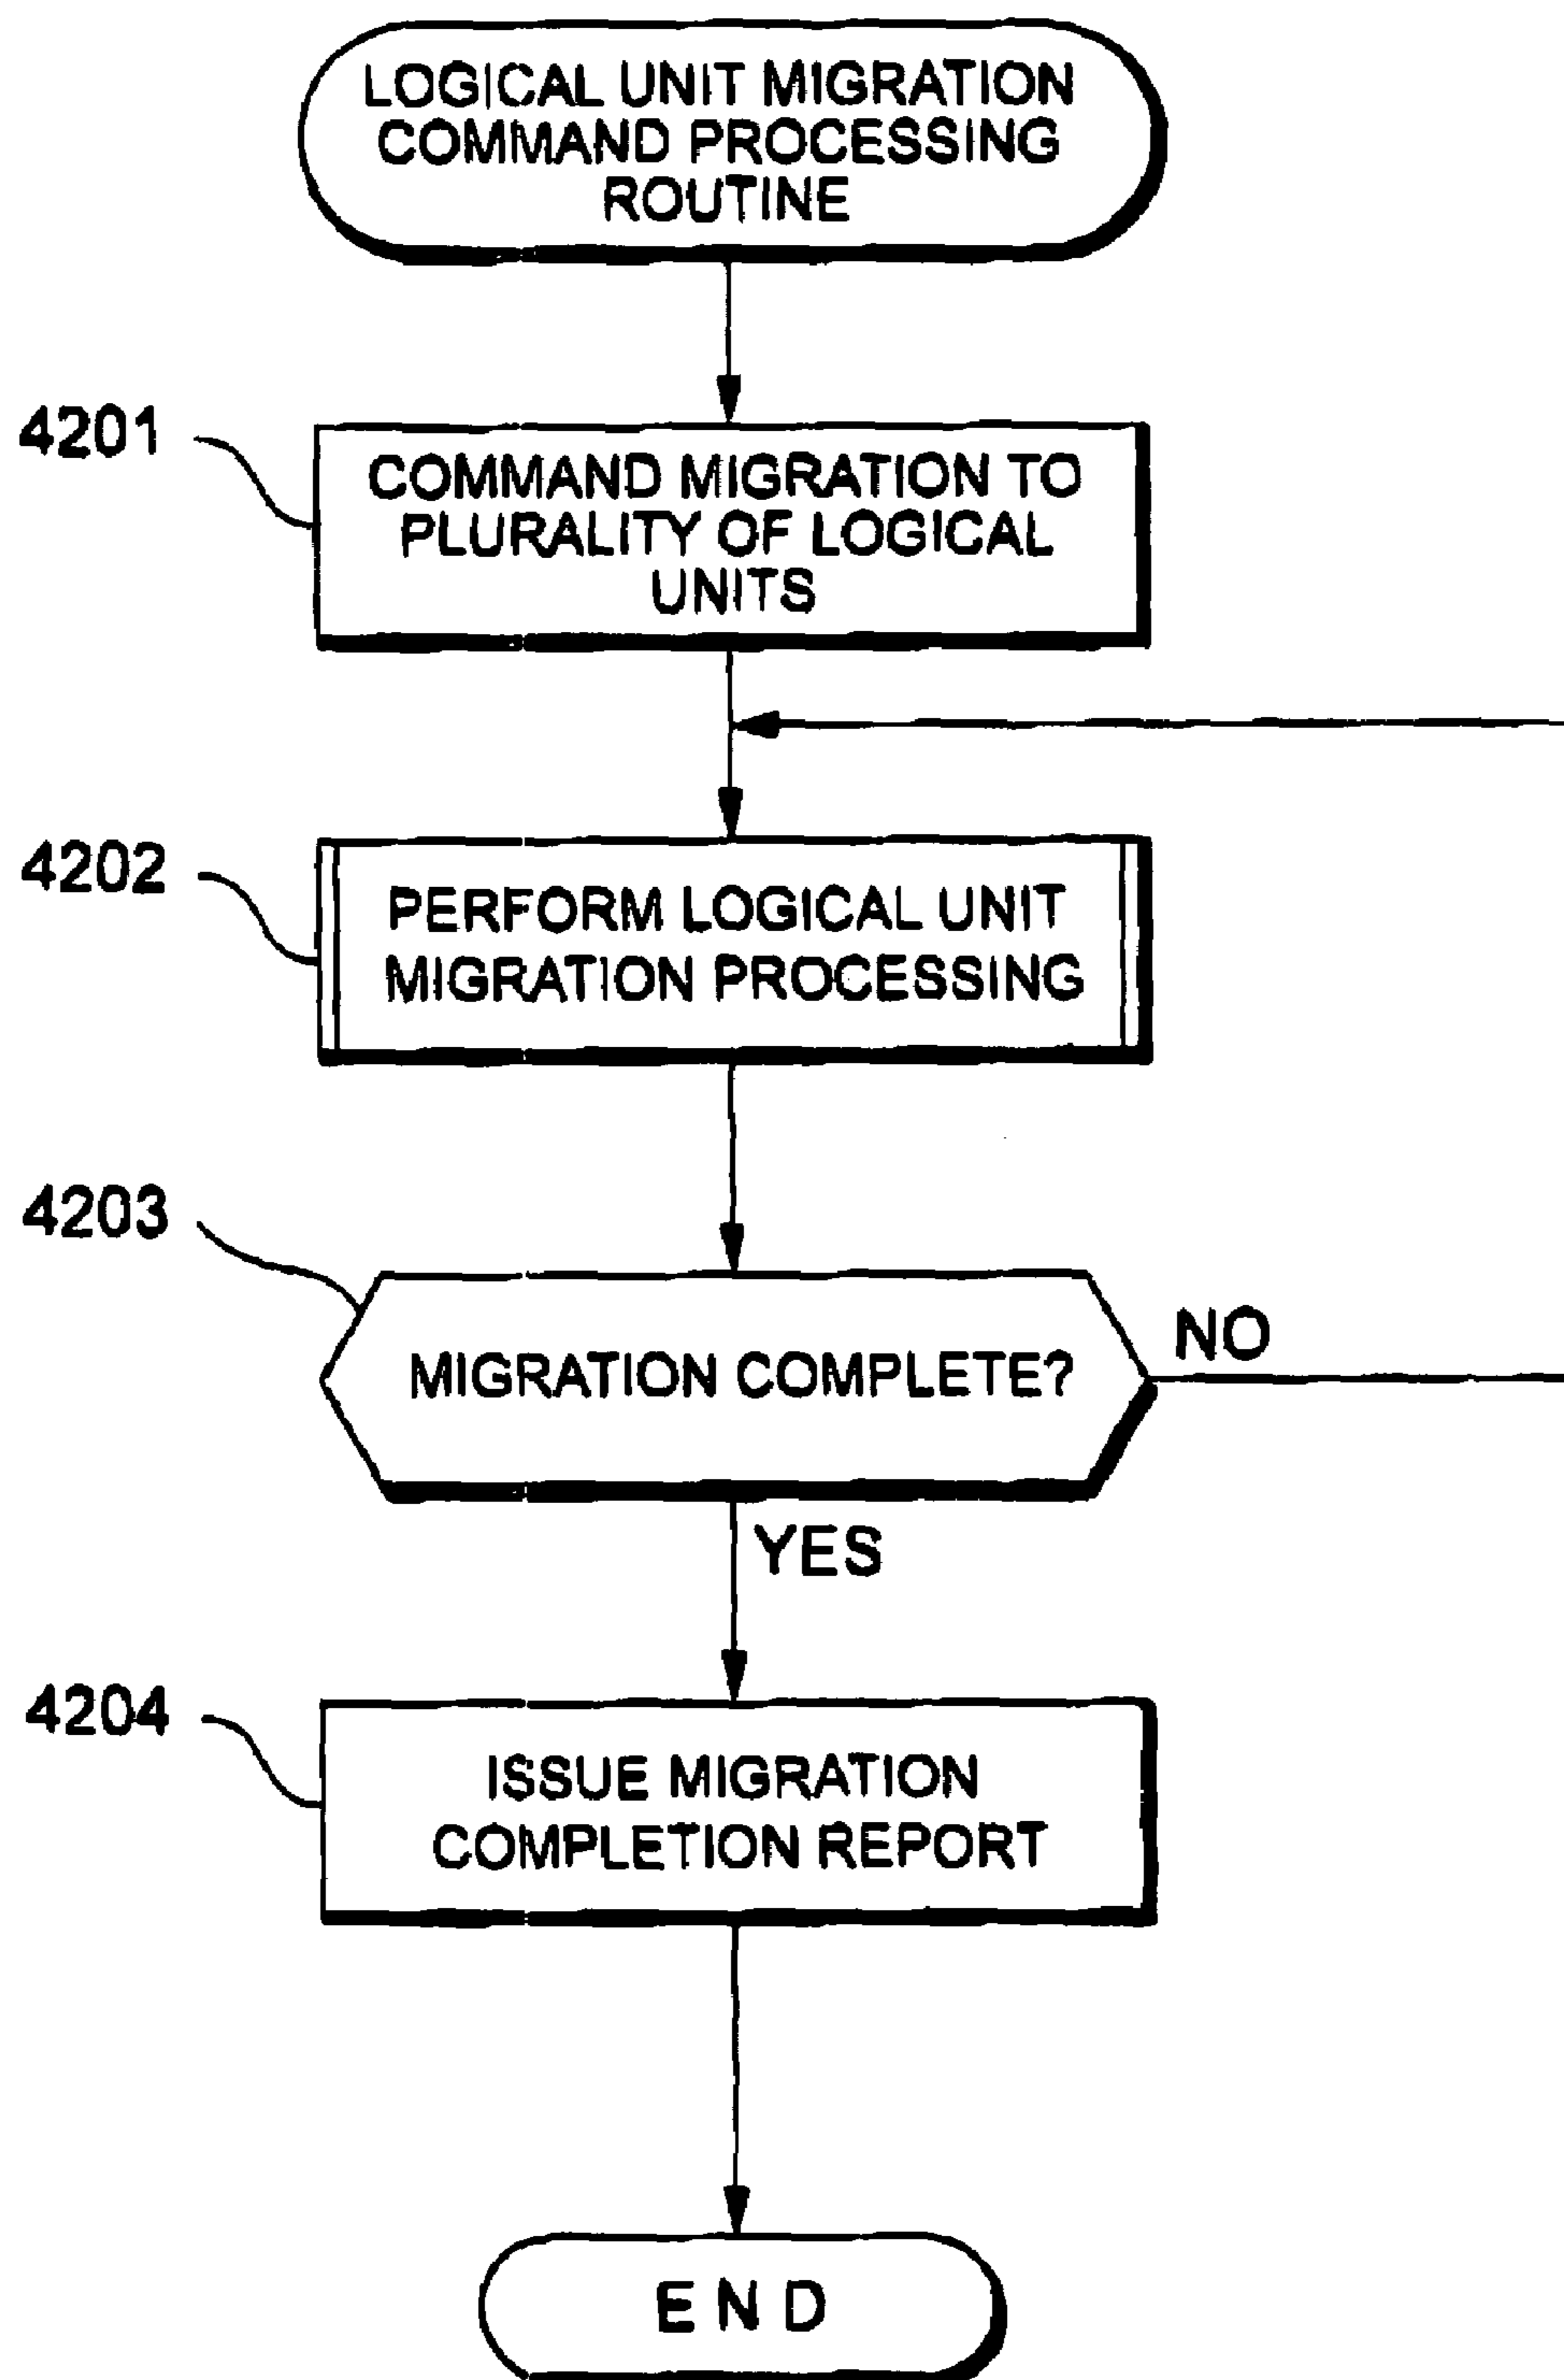 LOGICAL UNIT MIGRATION
COMMAND PROCESSING
ROUTINE
4201
COMMAND MIGRATION TO
PLURALITY OF LOGICAL
UNITS
4202
PERFORM LOGICAL UNIT
MIGRATION PROCESSING
4203
MIGRATION COMPLETE?
NO
YES
4204
ISSUE MIGRATION
COMPLETION REPORT
END